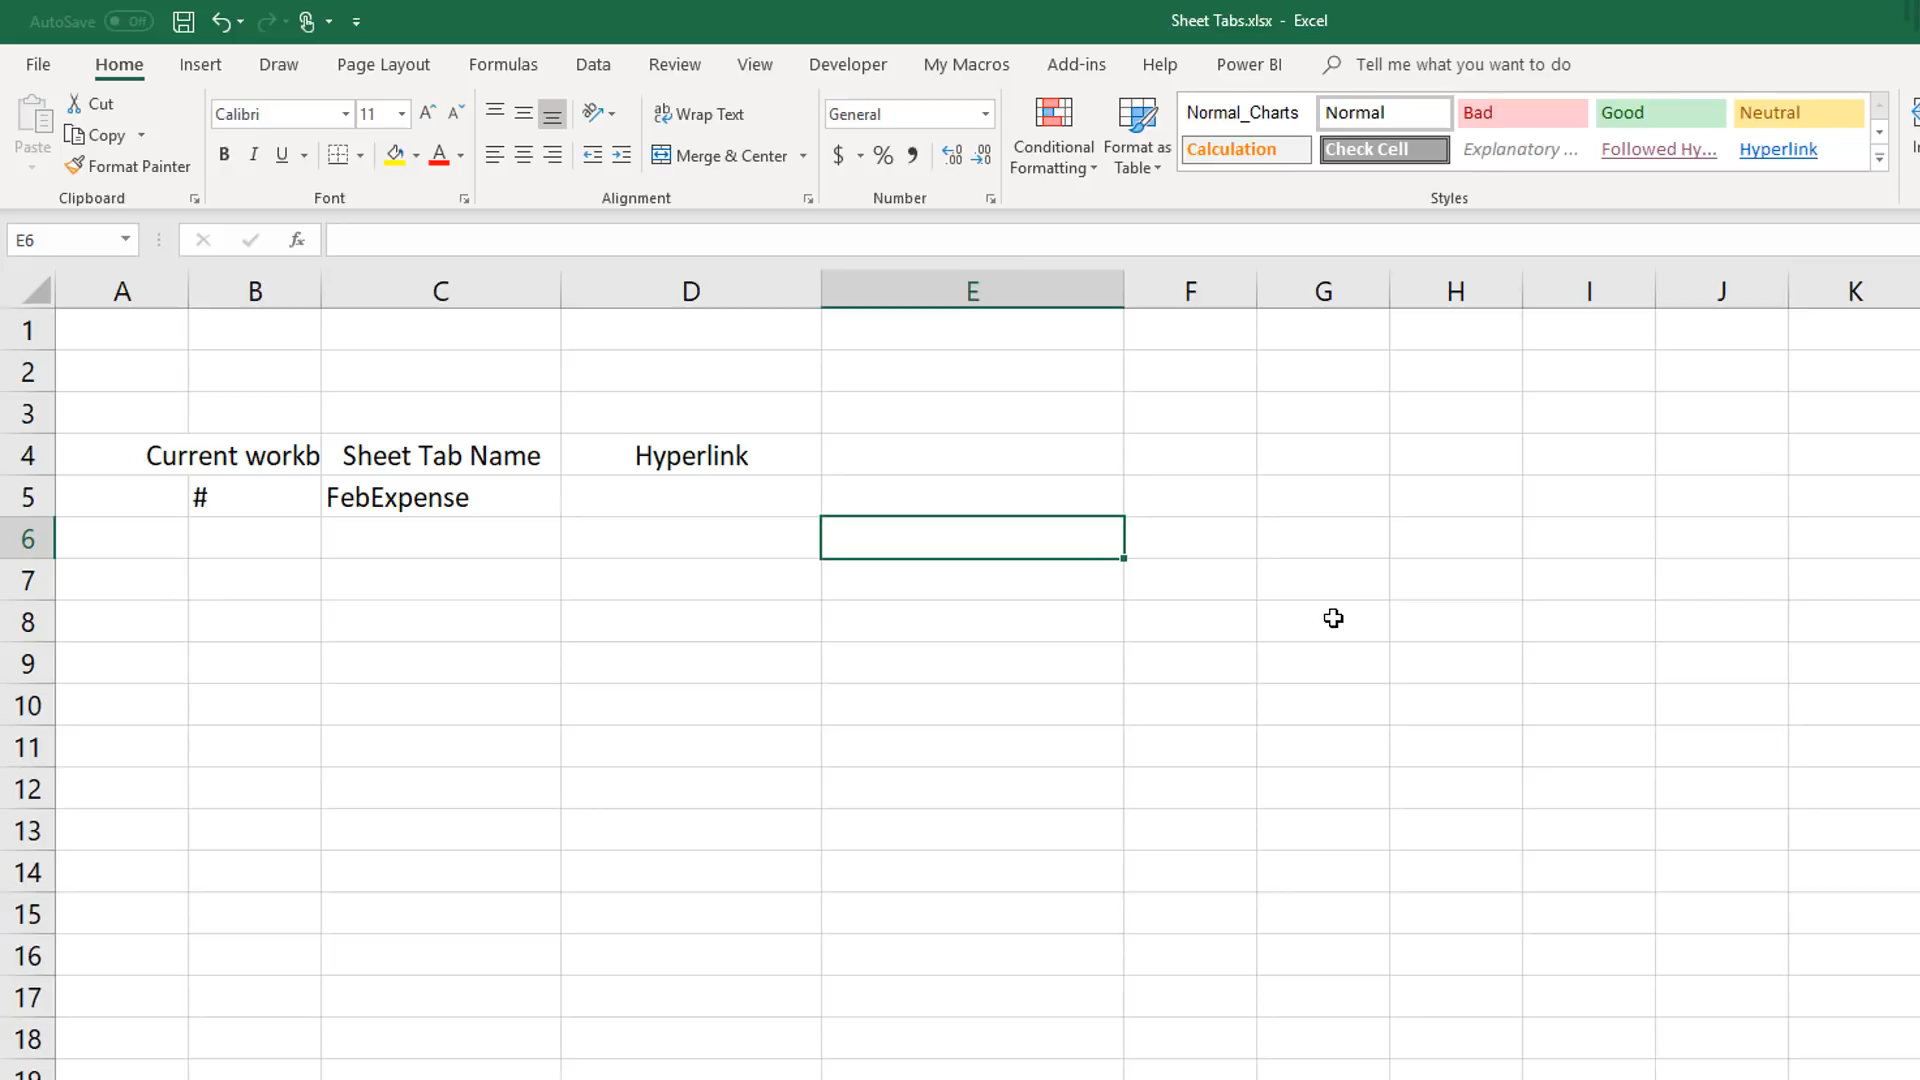 AutoSave Off
Sheet Tabs.xlsx - Excel
File Home Insert Draw Page Layout Formulas Data Review View Developer My Macros Add-ins Help Power BI Tell me what you want to do
Paste
Cut
Copy
Format Painter
Clipboard
Calibri 11
B I U A
Font
ab Wrap Text
Merge & Center
Alignment
General
$ % ,
Number
Conditional Formatting
Format as Table
Normal_Charts Normal Bad Good Neutral
Calculation Check Cell Explanatory ... Followed Hy... Hyperlink
Styles
E6 fx
A B C D E F G H I J K
1
2
3
4 Current workb Sheet Tab Name Hyperlink
5 # FebExpense
6
7
8
9
10
11
12
13
14
15
16
17
18
19